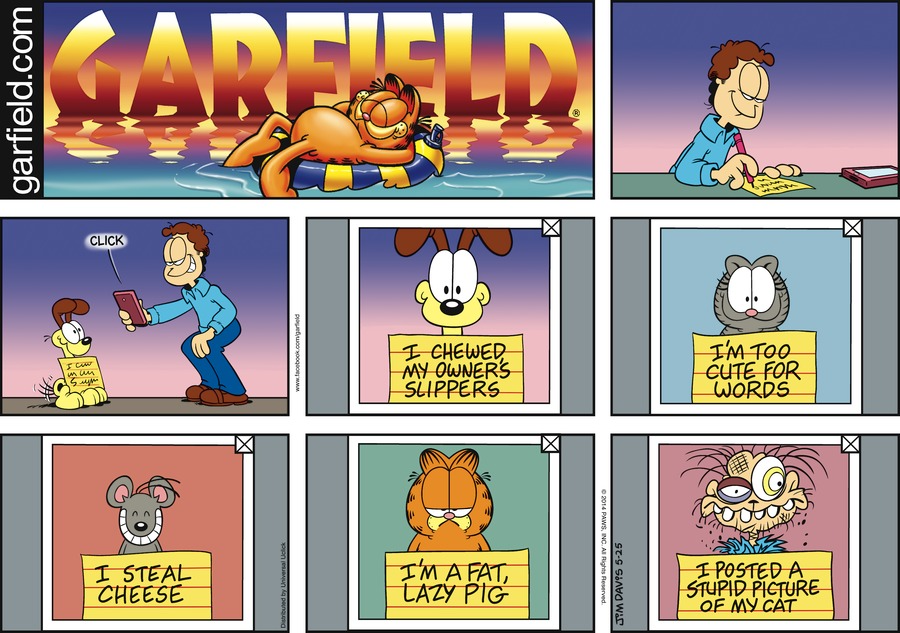 garfield.com
GARFIELD
®
CLICK
www.facebook.com/garfield
I CHEWED
MY OWNER'S
SLIPPERS
I'M TOO
CUTE FOR
WORDS
I STEAL
CHEESE
Distributed by Universal Uclick
I'M A FAT,
LAZY PIG
© 2014 PAWS, INC. All Rights Reserved.
JIM DAVIS 5-25
I POSTED A
STUPID PICTURE
OF MY CAT